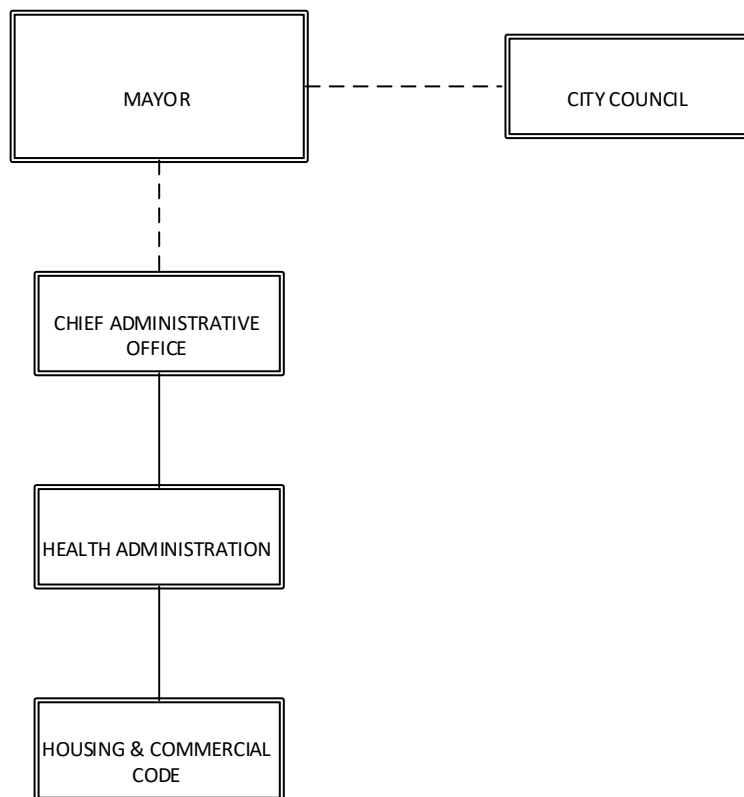 MAYOR
CITY COUNCIL
CHIEF ADMINISTRATIVE
OFFICE
HEALTH ADMINISTRATION
HOUSING & COMMERCIAL
CODE